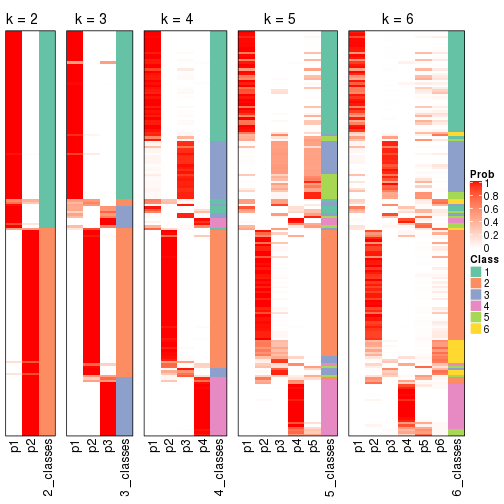 k = 2
k = 3
k = 4
k = 5
k = 6
Prob
1
0.8
0.6
0.4
0.2
0
Class
1
2
3
4
5
6
p1
p2
2_classes
p1
p2
p3
3_classes
p1
p2
p3
p4
4_classes
p1
p2
p3
p4
p5
5_classes
p1
p2
p3
p4
p5
p6
6_classes